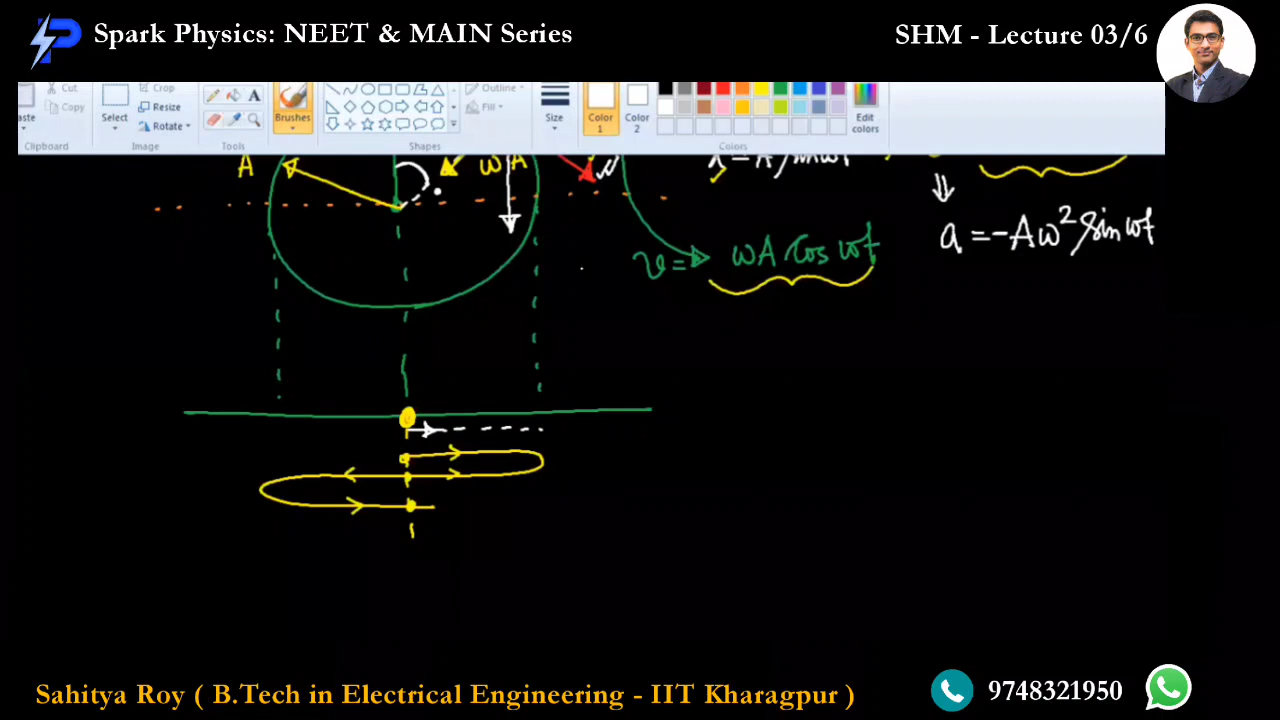 Spark Physics: NEET & MAIN Series
SHM - Lecture 03/6
Cut
Copy
Clipboard
Select
Crop
Resize
Rotate
Image
A
Tools
Brushes
Outline
Fill
Shapes
Size
Color 1
Color 2
Colors
Edit colors
A
ωA
a = -Aω² sin ωt
v = ωA cos ωt
Sahitya Roy ( B.Tech in Electrical Engineering - IIT Kharagpur )
9748321950